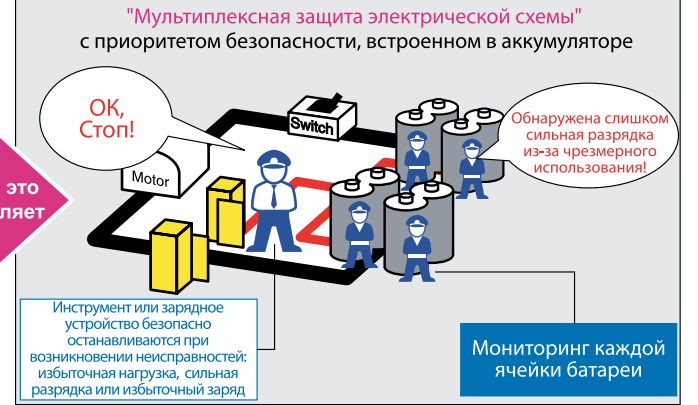 "Мультиплексная защита электрической схемы"
с приоритетом безопасности, встроенном в аккумуляторе
ОК,
Стоп!
Switch
Обнаружена слишком
сильная разрядка
из-за чрезмерного
использования!
Motor
это
ляет
Инструмент или зарядное
устройство безопасно
останавливаются при
возникновении неисправностей:
избыточная нагрузка, сильная
разрядка или избыточный заряд
Мониторинг каждой
ячейки батареи